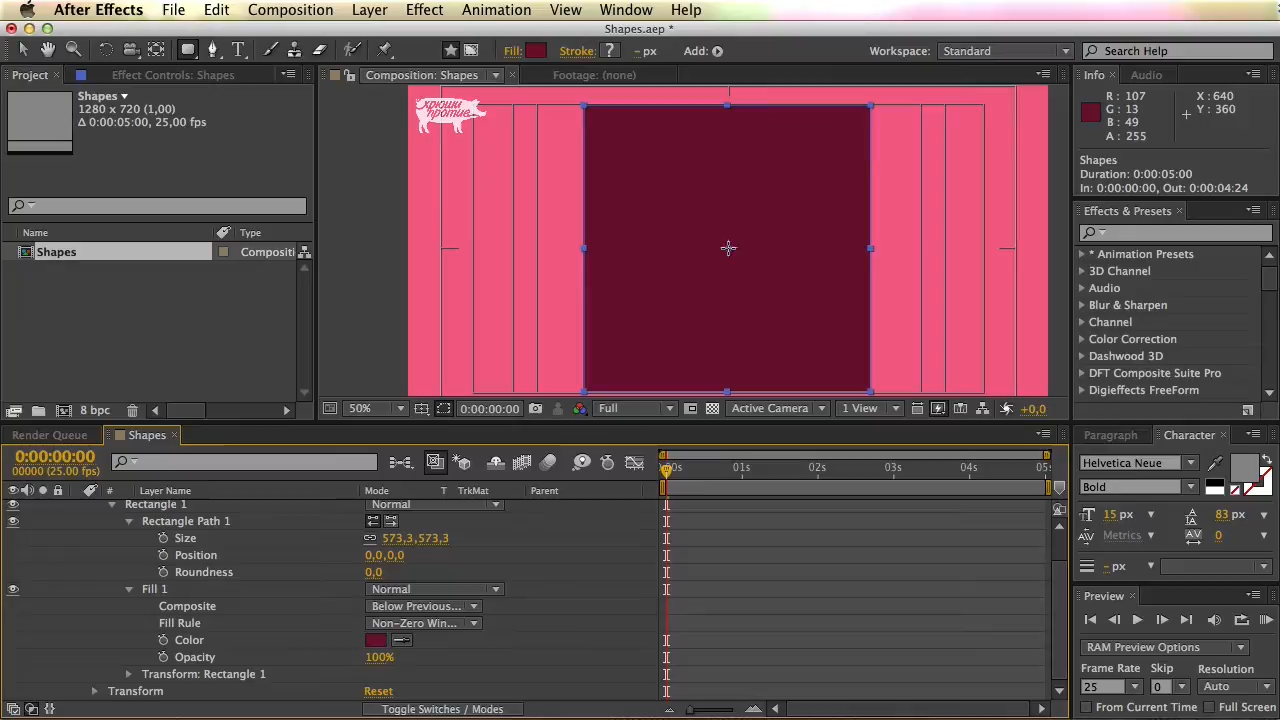 After Effects File Edit Composition Layer Effect Animation View Window Help
Shapes.aep *
Fill: Stroke: ? - px Add: Workspace: Standard Search Help
Project Effect Controls: Shapes Composition: Shapes Footage: (none) Info Audio
Shapes
1280 x 720 (1,00)
Δ 0:00:05:00, 25,00 fps
хрюши против
R : 107
G : 13
B : 49
A : 255
X : 640
Y : 360
Shapes
Duration: 0:00:05:00
In: 0:00:00:00, Out: 0:00:04:24
Effects & Presets
Name Type
Shapes Compositi
* Animation Presets
3D Channel
Audio
Blur & Sharpen
Channel
Color Correction
Dashwood 3D
DFT Composite Suite Pro
Digieffects FreeForm
8 bpc 50% 0:00:00:00 Full Active Camera 1 View +0,0
Render Queue Shapes Paragraph Character
0:00:00:00
00000 (25.00 fps)
:00s 01s 02s 03s 04s 05s
Helvetica Neue
Bold
# Layer Name Mode T TrkMat Parent
Rectangle 1 Normal
Rectangle Path 1
Size 573,3,573,3
Position 0,0,0,0
Roundness 0,0
Fill 1 Normal
Composite Below Previous...
Fill Rule Non-Zero Win...
Color
Opacity 100%
Transform: Rectangle 1
Transform Reset
Toggle Switches / Modes
15 px 83 px
Metrics 0
- px
Preview
RAM Preview Options
Frame Rate Skip Resolution
25 0 Auto
From Current Time Full Screen